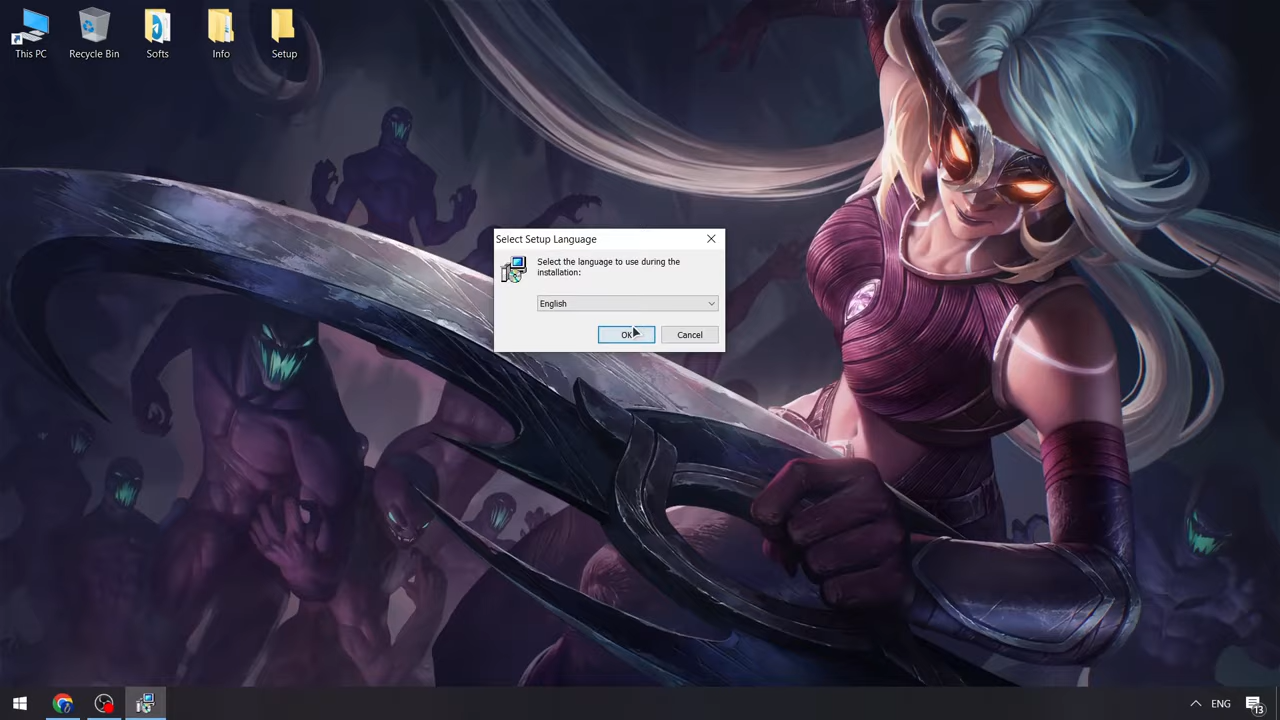 This PC
Recycle Bin
Softs
Info
Setup
Select Setup Language
Select the language to use during the
installation:
English
OK
Cancel
ENG
13